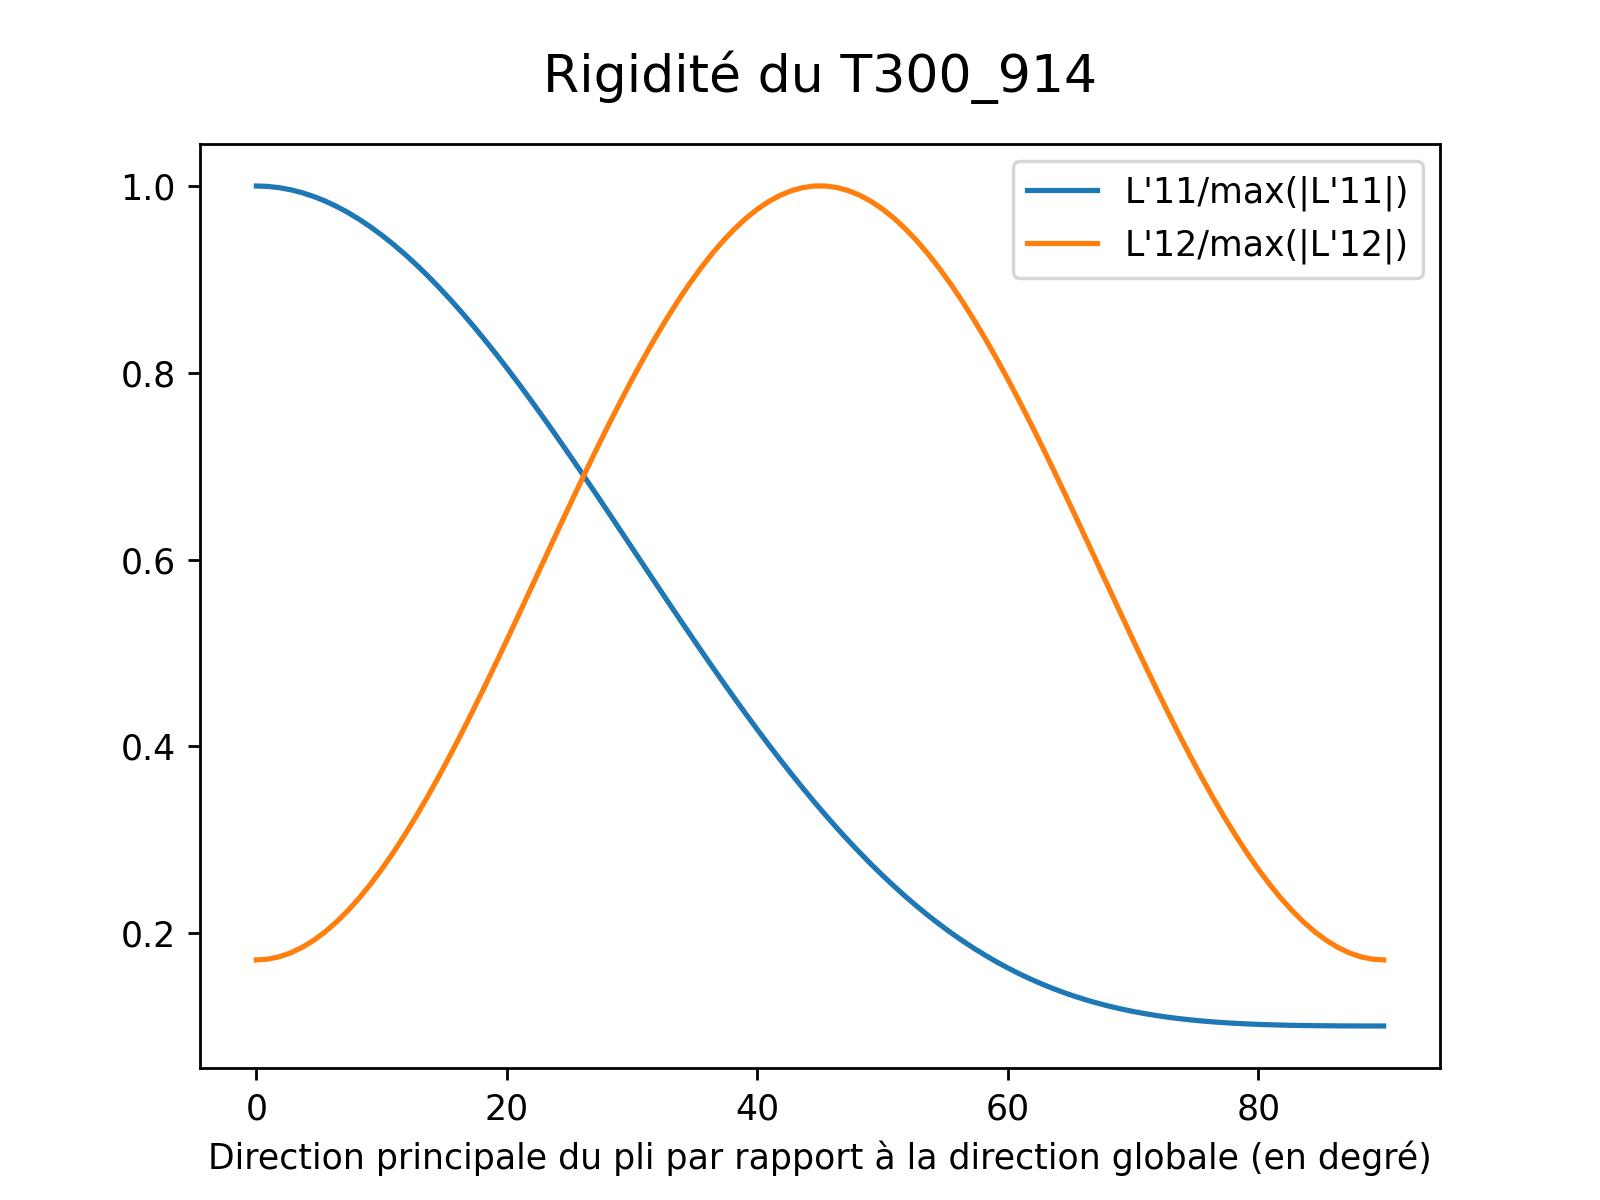 Rigidité du T300_914
L'11/max(|L'11|)
L'12/max(|L'12|)
1.0
0.8
0.6
0.4
0.2
0 20 40 60 80
Direction principale du pli par rapport à la direction globale (en degré)